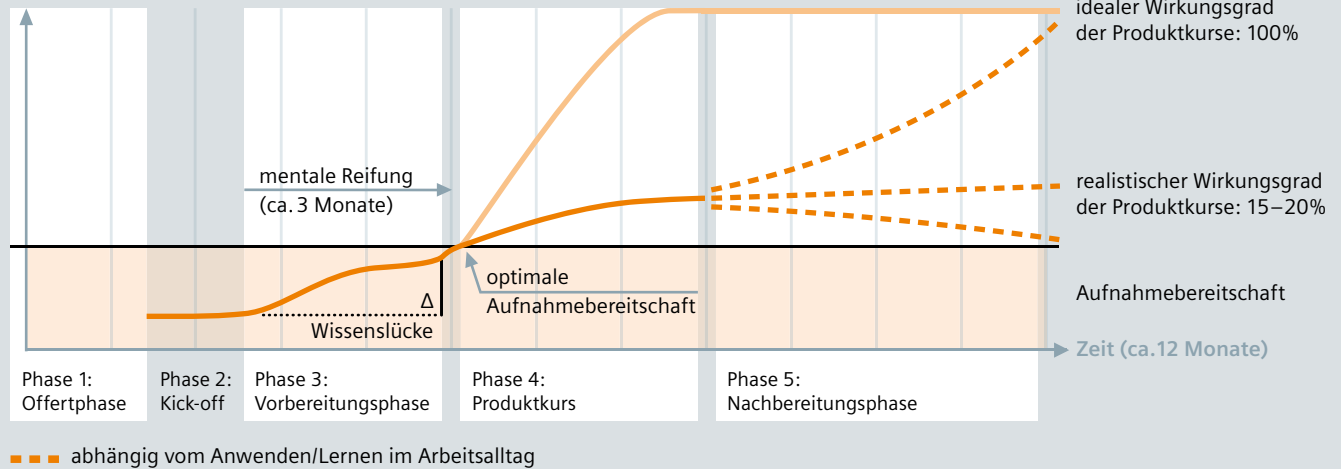 idealer Wirkungsgrad
der Produktkurse: 100%
mentale Reifung
(ca. 3 Monate)
realistischer Wirkungsgrad
der Produktkurse: 15–20%
optimale
Aufnahmebereitschaft
Δ
Wissenslücke
Aufnahmebereitschaft
Zeit (ca.12 Monate)
Phase 1:
Offertphase
Phase 2:
Kick-off
Phase 3:
Vorbereitungsphase
Phase 4:
Produktkurs
Phase 5:
Nachbereitungsphase
abhängig vom Anwenden/Lernen im Arbeitsalltag